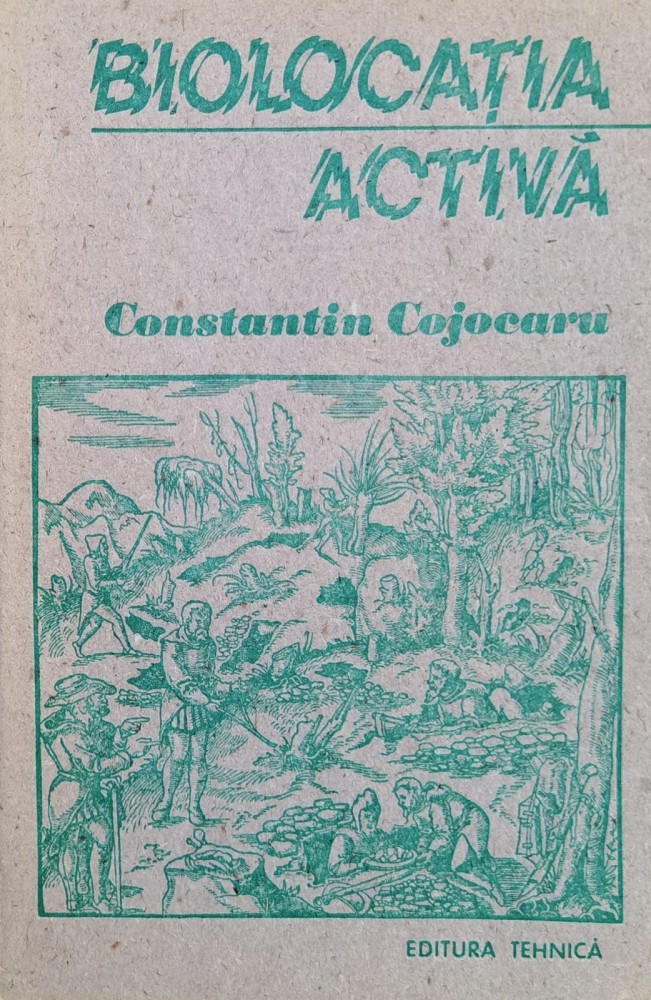 BIOLOCAȚIA
ACTIVĂ
Constantin Cojocaru
EDITURA TEHNICĂ